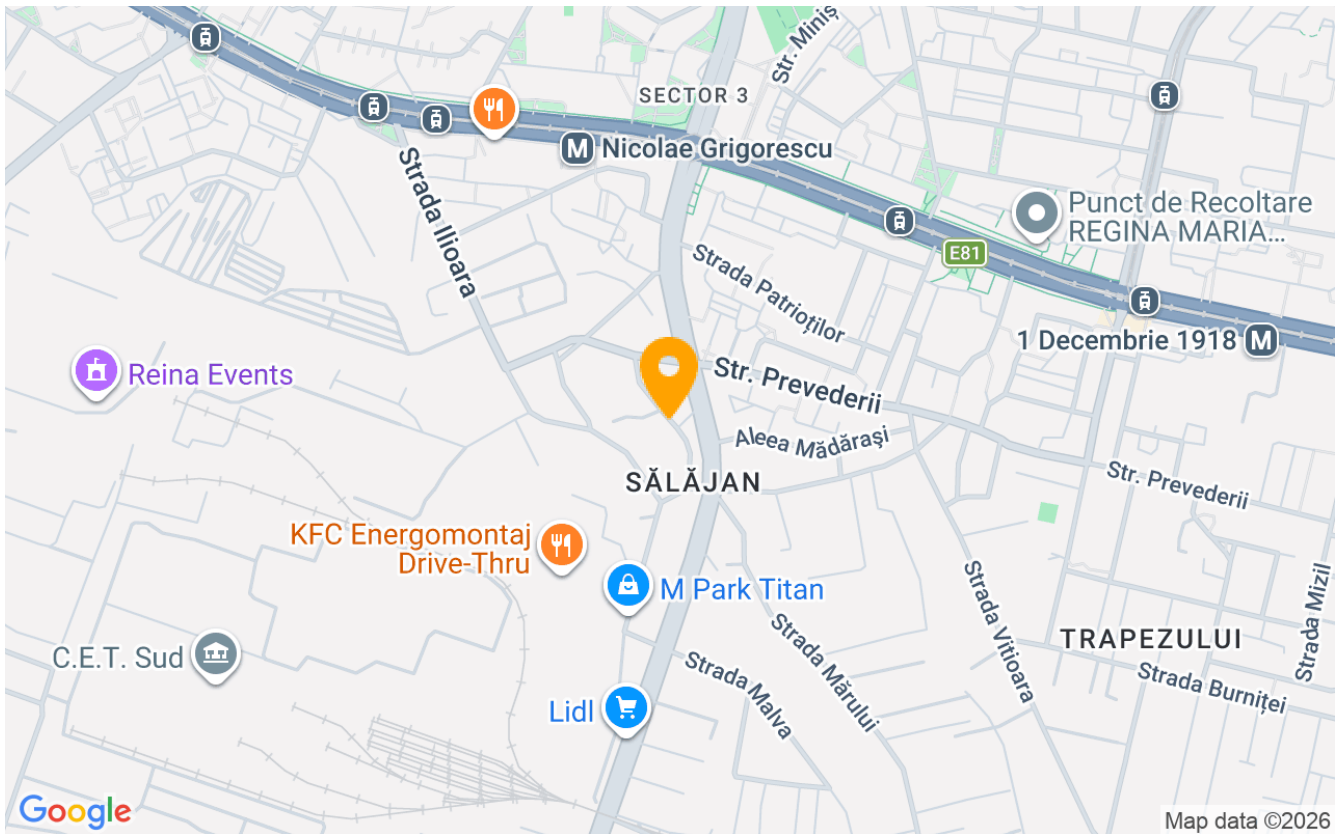 Str. Miniș
SECTOR 3
M
Nicolae Grigorescu
Strada Ilioara
Punct de Recoltare
REGINA MARIA...
E81
Strada Patrioților
1 Decembrie 1918
M
Reina Events
Str. Prevederii
Aleea Mădărași
SĂLĂJAN
Str. Prevederii
KFC Energomontaj
Drive-Thru
M Park Titan
Strada Vitioara
Strada Mizil
TRAPEZULUI
C.E.T. Sud
Strada Mărului
Strada Malva
Strada Burniței
Lidl
Google
Map data ©2026